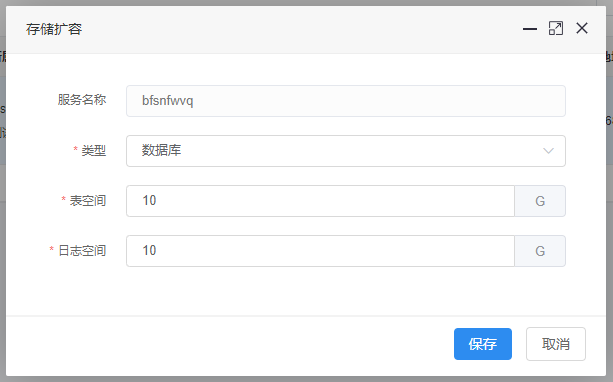 存储扩容
服务名称 bfsnfwvq
* 类型 数据库
* 表空间 10 G
* 日志空间 10 G
保存 取消